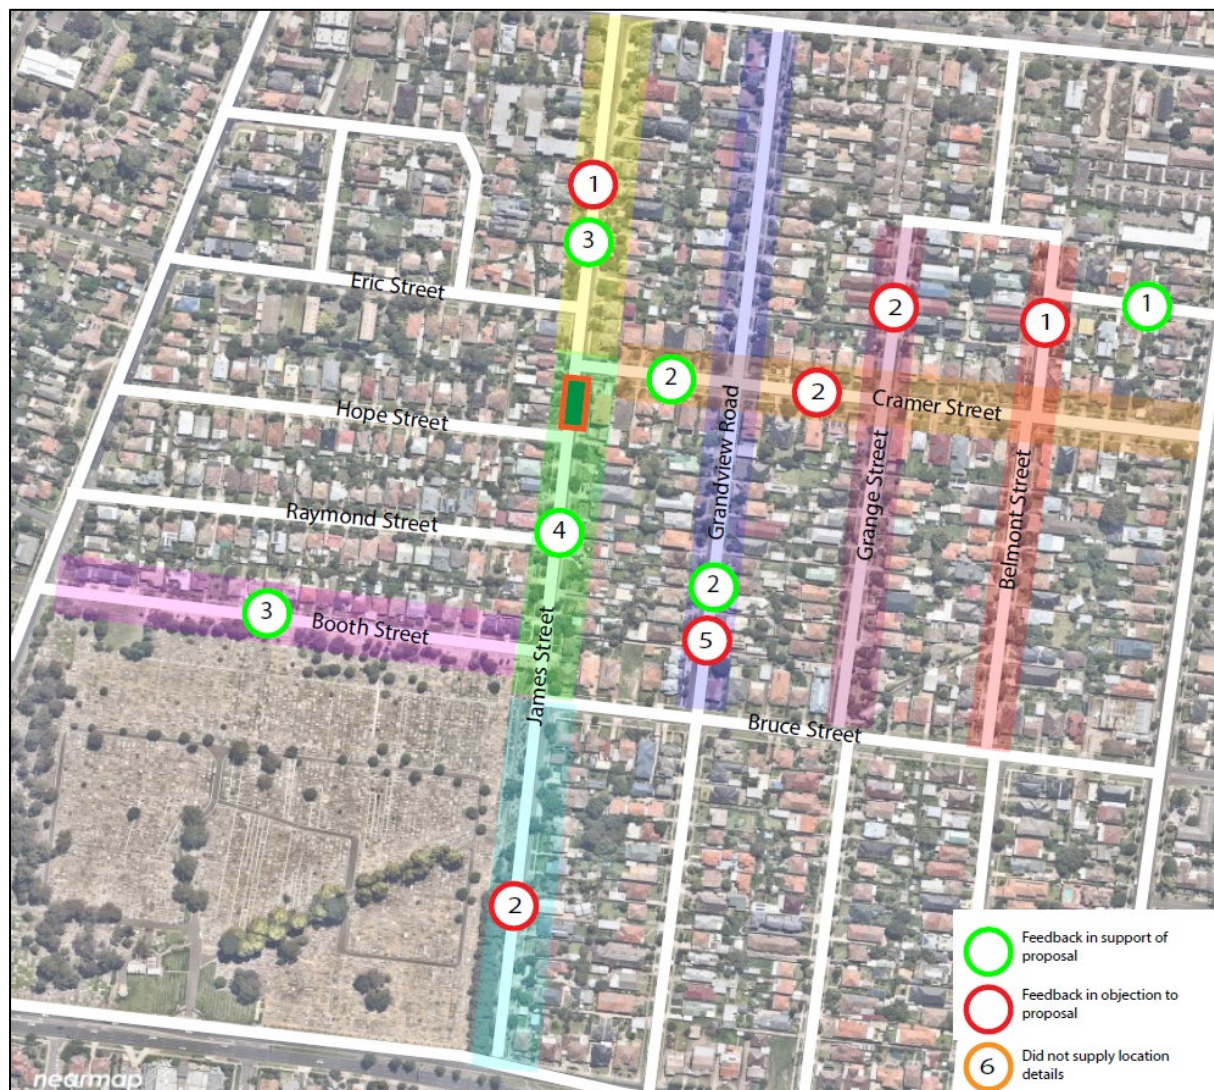 1
3
Eric Street
2
1
1
2
2
Cramer Street
Hope Street
Grandview Road
Raymond Street
4
Grange Street
Belmont Street
2
3
Booth Street
5
James Street
Bruce Street
2
Feedback in support of
proposal
Feedback in objection to
proposal
6
Did not supply location
details
nearmap